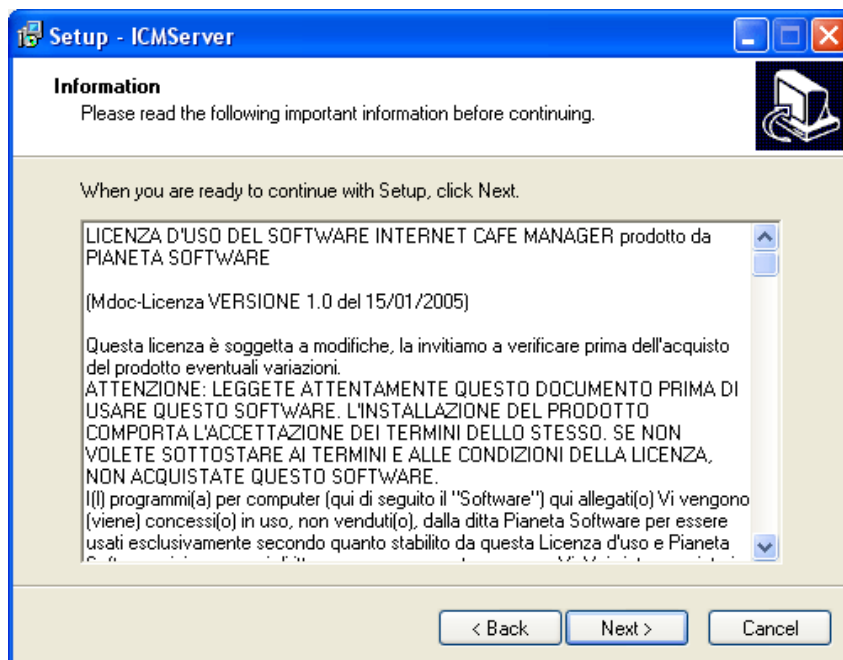 Setup - ICMServer
Information
Please read the following important information before continuing.
When you are ready to continue with Setup, click Next.
LICENZA D'USO DEL SOFTWARE INTERNET CAFE MANAGER prodotto da
PIANETA SOFTWARE
(Mdoc-Licenza VERSIONE 1.0 del 15/01/2005)
Questa licenza è soggetta a modifiche, la invitiamo a verificare prima dell'acquisto
del prodotto eventuali variazioni.
ATTENZIONE: LEGGETE ATTENTAMENTE QUESTO DOCUMENTO PRIMA DI
USARE QUESTO SOFTWARE. L'INSTALLAZIONE DEL PRODOTTO
COMPORTA L'ACCETTAZIONE DEI TERMINI DELLO STESSO. SE NON
VOLETE SOTTOSTARE AI TERMINI E ALLE CONDIZIONI DELLA LICENZA,
NON ACQUISTATE QUESTO SOFTWARE.
I(l) programmi(a) per computer (qui di seguito il "Software") qui allegati(o) Vi vengono
(viene) concessi(o) in uso, non venduti(o), dalla ditta Pianeta Software per essere
usati esclusivamente secondo quanto stabilito da questa Licenza d'uso e Pianeta
< Back
Next >
Cancel